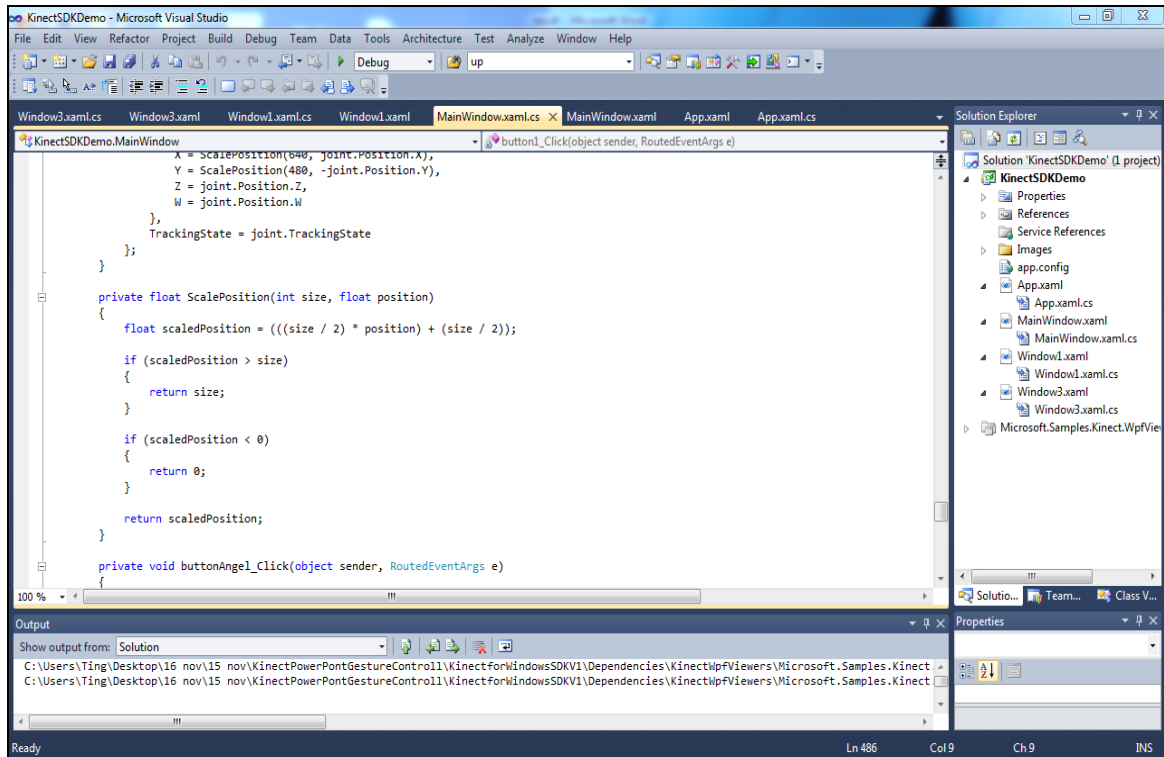 KinectSDKDemo - Microsoft Visual Studio
File Edit View Refactor Project Build Debug Team Data Tools Architecture Test Analyze Window Help
Debug up
Window3.xaml.cs Window3.xaml Window1.xaml.cs Window1.xaml MainWindow.xaml.cs MainWindow.xaml App.xaml App.xaml.cs
KinectSDKDemo.MainWindow button1_Click(object sender, RoutedEventArgs e)
X = ScalePosition(640, joint.Position.X),
Y = ScalePosition(480, -joint.Position.Y),
Z = joint.Position.Z,
W = joint.Position.W
},
TrackingState = joint.TrackingState
};
}
private float ScalePosition(int size, float position)
{
float scaledPosition = (((size / 2) * position) + (size / 2));
if (scaledPosition > size)
{
return size;
}
if (scaledPosition < 0)
{
return 0;
}
return scaledPosition;
}
private void buttonAngel_Click(object sender, RoutedEventArgs e)
{
100 %
Solution Explorer
Solution 'KinectSDKDemo' (1 project)
KinectSDKDemo
Properties
References
Service References
Images
app.config
App.xaml
App.xaml.cs
MainWindow.xaml
MainWindow.xaml.cs
Window1.xaml
Window1.xaml.cs
Window3.xaml
Window3.xaml.cs
Microsoft.Samples.Kinect.WpfVie
Solutio... Team... Class V...
Output
Show output from: Solution
C:\Users\Ting\Desktop\16 nov\15 nov\KinectPowerPontGestureControll\KinectforWindowsSDKV1\Dependencies\KinectWpfViewers\Microsoft.Samples.Kinect.
C:\Users\Ting\Desktop\16 nov\15 nov\KinectPowerPontGestureControll\KinectforWindowsSDKV1\Dependencies\KinectWpfViewers\Microsoft.Samples.Kinect
Properties
Ready Ln 486 Col 9 Ch 9 INS